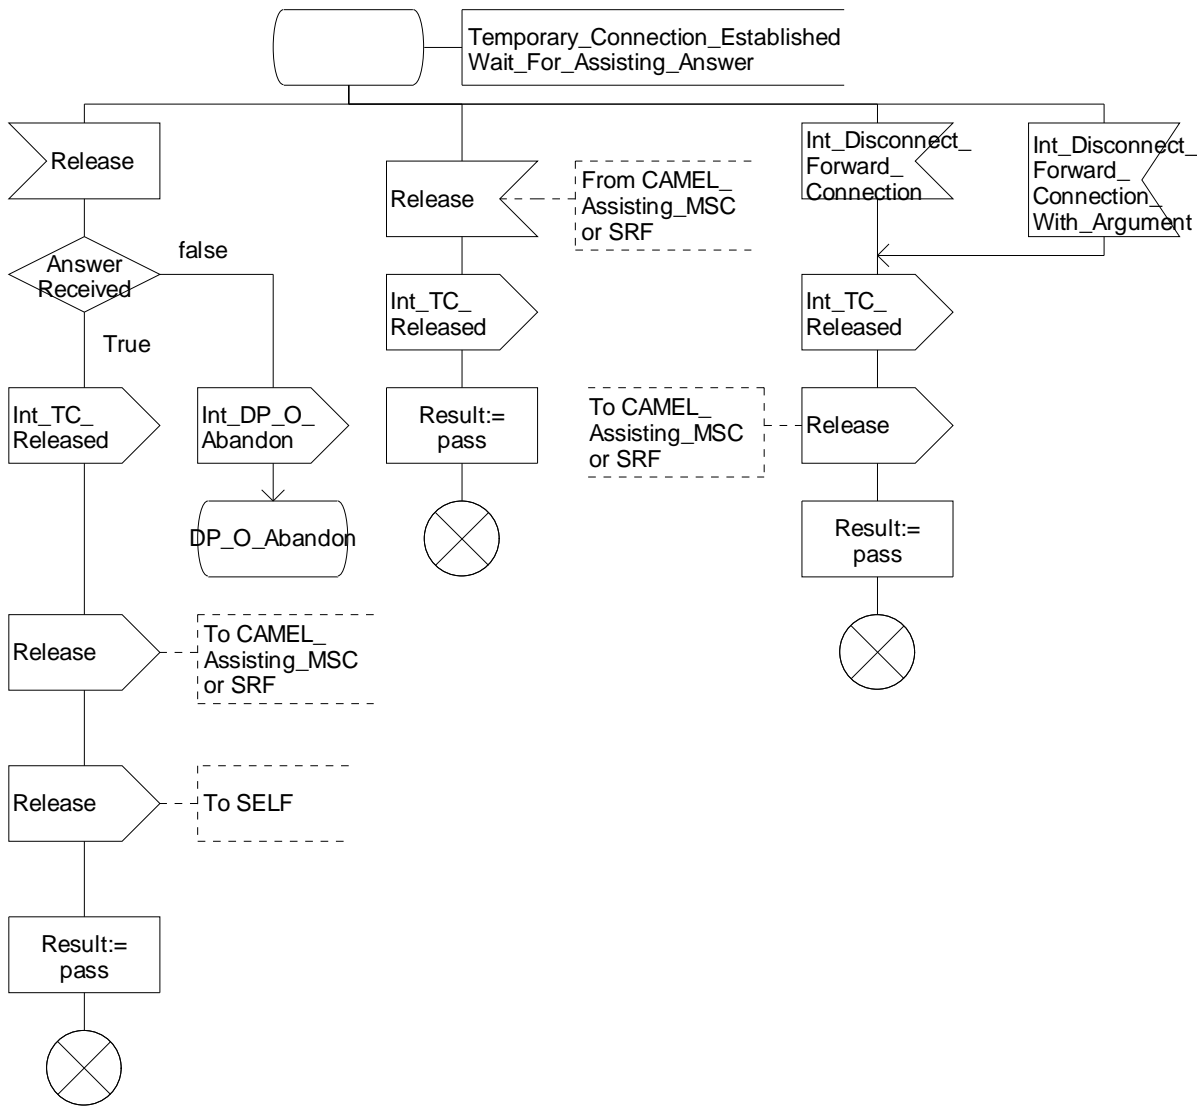 Temporary_Connection_Established
Wait_For_Assisting_Answer
Release
Answer
Received
false
True
Int_TC_
Released
Int_DP_O_
Abandon
DP_O_Abandon
Release
To CAMEL_
Assisting_MSC
or SRF
Release
To SELF
Result:=
pass
Release
From CAMEL_
Assisting_MSC
or SRF
Int_TC_
Released
Result:=
pass
Int_Disconnect_
Forward_
Connection
Int_Disconnect_
Forward_
Connection_
With_Argument
Int_TC_
Released
To CAMEL_
Assisting_MSC
or SRF
Release
Result:=
pass